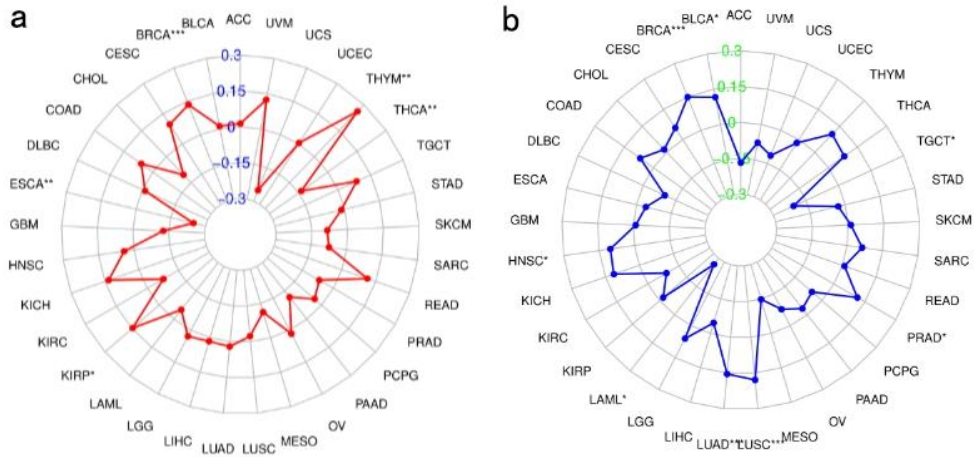 a
ACC
UVM
UCS
UCEC
THYM**
THCA**
TGCT
STAD
SKCM
SARC
READ
PRAD
PCPG
PAAD
OV
MESO
LUSC
LUAD
LIHC
LGG
LAML
KIRP*
KIRC
KICH
HNSC
GBM
ESCA**
DLBC
COAD
CHOL
CESC
BRCA***
BLCA
0.3
0.15
0
-0.15
-0.3
b
ACC
UVM
UCS
UCEC
THYM
THCA
TGCT*
STAD
SKCM
SARC
READ
PRAD*
PCPG
PAAD
OV
MESO
LUSC***
LUAD***
LIHC
LGG
LAML*
KIRP
KIRC
KICH
HNSC*
GBM
ESCA
DLBC
COAD
CHOL
CESC
BRCA***
BLCA*
0.3
0.15
0
-0.15
-0.3